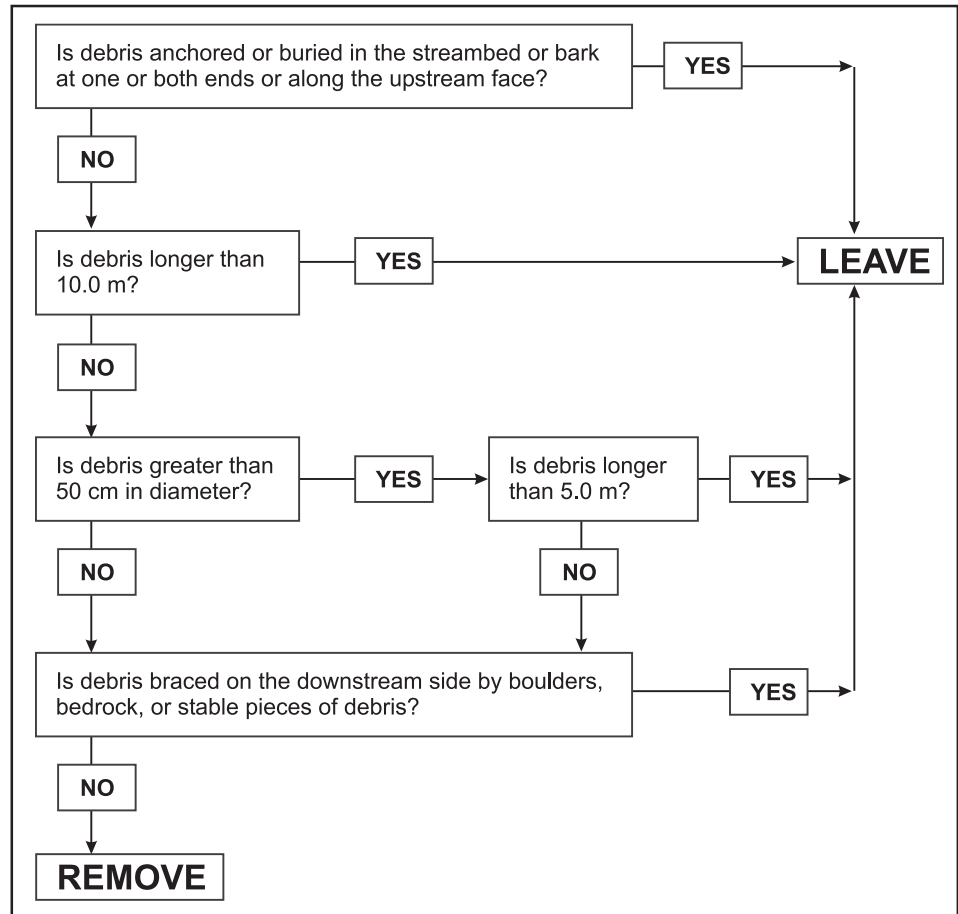 Is debris anchored or buried in the streambed or bark
at one or both ends or along the upstream face?
YES
NO
Is debris longer than
10.0 m?
YES
LEAVE
NO
Is debris greater than
50 cm in diameter?
YES
Is debris longer
than 5.0 m?
YES
NO
NO
Is debris braced on the downstream side by boulders,
bedrock, or stable pieces of debris?
YES
NO
REMOVE